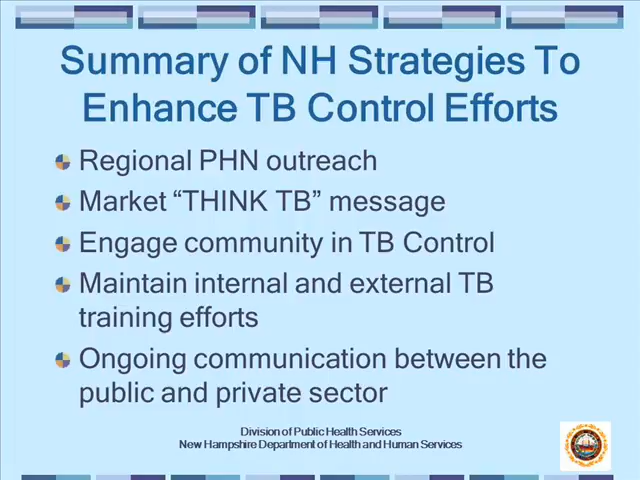 Summary of NH Strategies To
Enhance TB Control Efforts
Regional PHN outreach
Market “THINK TB” message
Engage community in TB Control
Maintain internal and external TB
training efforts
Ongoing communication between the
public and private sector
Division of Public Health Services
New Hampshire Department of Health and Human Services